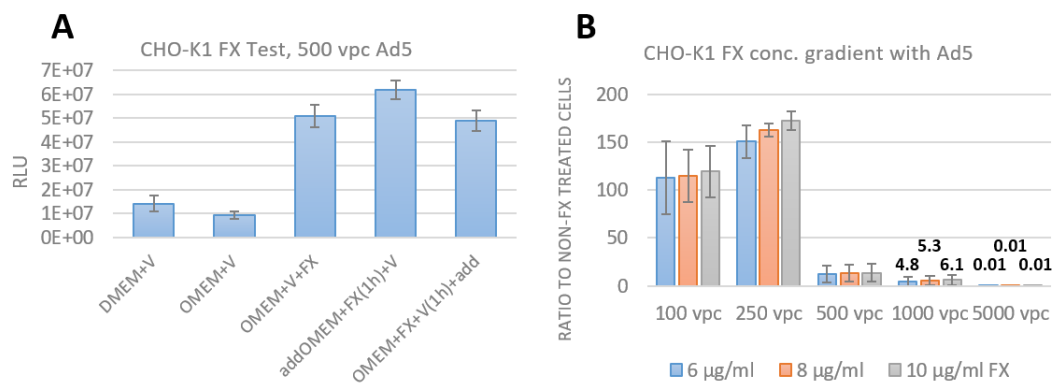 A
CHO-K1 FX Test, 500 vpc Ad5
7E+07
6E+07
5E+07
4E+07
3E+07
2E+07
1E+07
0E+00
RLU
DMEM+V
OMEM+V
OMEM+V+FX
addOMEM+FX(1h)+V
OMEM+FX+V(1h)+add
B
CHO-K1 FX conc. gradient with Ad5
200
150
100
50
0
RATIO TO NON-FX TREATED CELLS
5.3 0.01
4.8 6.1 0.01 0.01
100 vpc 250 vpc 500 vpc 1000 vpc 5000 vpc
6 µg/ml 8 µg/ml 10 µg/ml FX